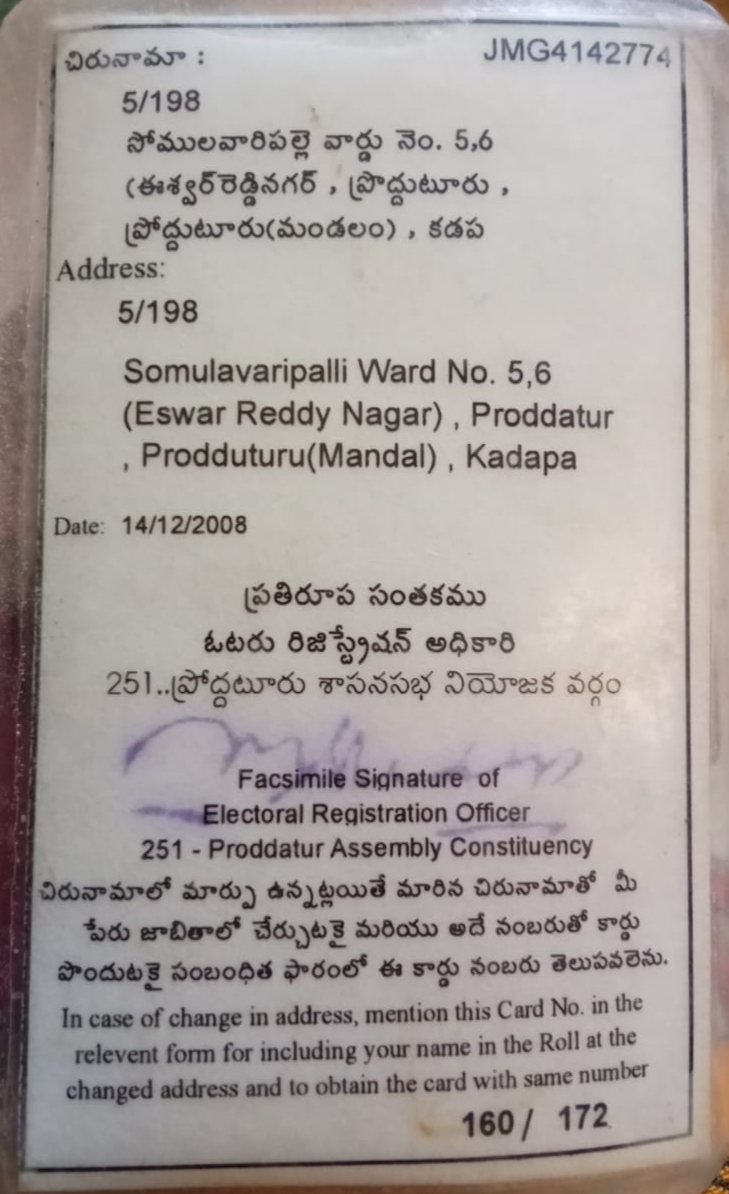 చిరునామా :
JMG4142774
5/198
సోములవారిపల్లె వార్డు నెం. 5,6
(ఈశ్వర్‌రెడ్డినగర్ , ప్రొద్దుటూరు ,
ప్రోద్దుటూరు(మండలం) , కడప
Address:
5/198
Somulavaripalli Ward No. 5,6
(Eswar Reddy Nagar) , Proddatur
, Prodduturu(Mandal) , Kadapa
Date: 14/12/2008
ప్రతిరూప సంతకము
ఓటరు రిజిస్ట్రేషన్ అధికారి
251..ప్రోద్దటూరు శాసనసభ నియోజక వర్గం
Facsimile Signature of
Electoral Registration Officer
251 - Proddatur Assembly Constituency
చిరునామాలో మార్పు ఉన్నట్లయితే మారిన చిరునామాతో మీ
పేరు జాబితాలో చేర్చుటకై మరియు అదే నంబరుతో కార్డు
పొందుటకై సంబంధిత ఫారంలో ఈ కార్డు నంబరు తెలుపవలెను.
In case of change in address, mention this Card No. in the
relevent form for including your name in the Roll at the
changed address and to obtain the card with same number
160 / 172